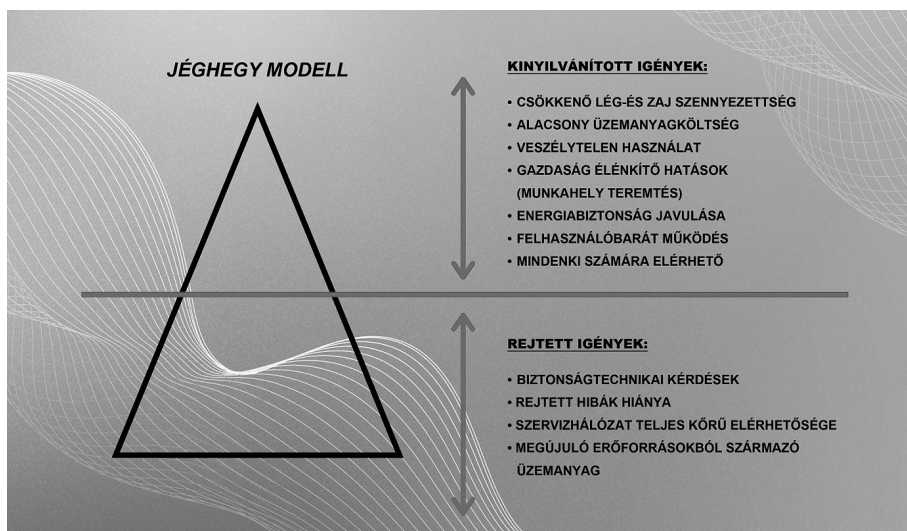 JÉGHEGY MODELL
KINYILVÁNÍTOTT IGÉNYEK:
• CSÖKKENŐ LÉG-ÉS ZAJ SZENNYEZETTSÉG
• ALACSONY ÜZEMANYAGKÖLTSÉG
• VESZÉLYTELEN HASZNÁLAT
• GAZDASÁG ÉLÉNKÍTŐ HATÁSOK
(MUNKAHELY TEREMTÉS)
• ENERGIABIZTONSÁG JAVULÁSA
• FELHASZNÁLÓBARÁT MŰKÖDÉS
• MINDENKI SZÁMÁRA ELÉRHETŐ
REJTETT IGÉNYEK:
• BIZTONSÁGTECHNIKAI KÉRDÉSEK
• REJTETT HIBÁK HIÁNYA
• SZERVIZHÁLÓZAT TELJES KŐRŰ ELÉRHETŐSÉGE
• MEGÚJULÓ ERŐFORRÁSOKBÓL SZÁRMAZÓ
ÜZEMANYAG